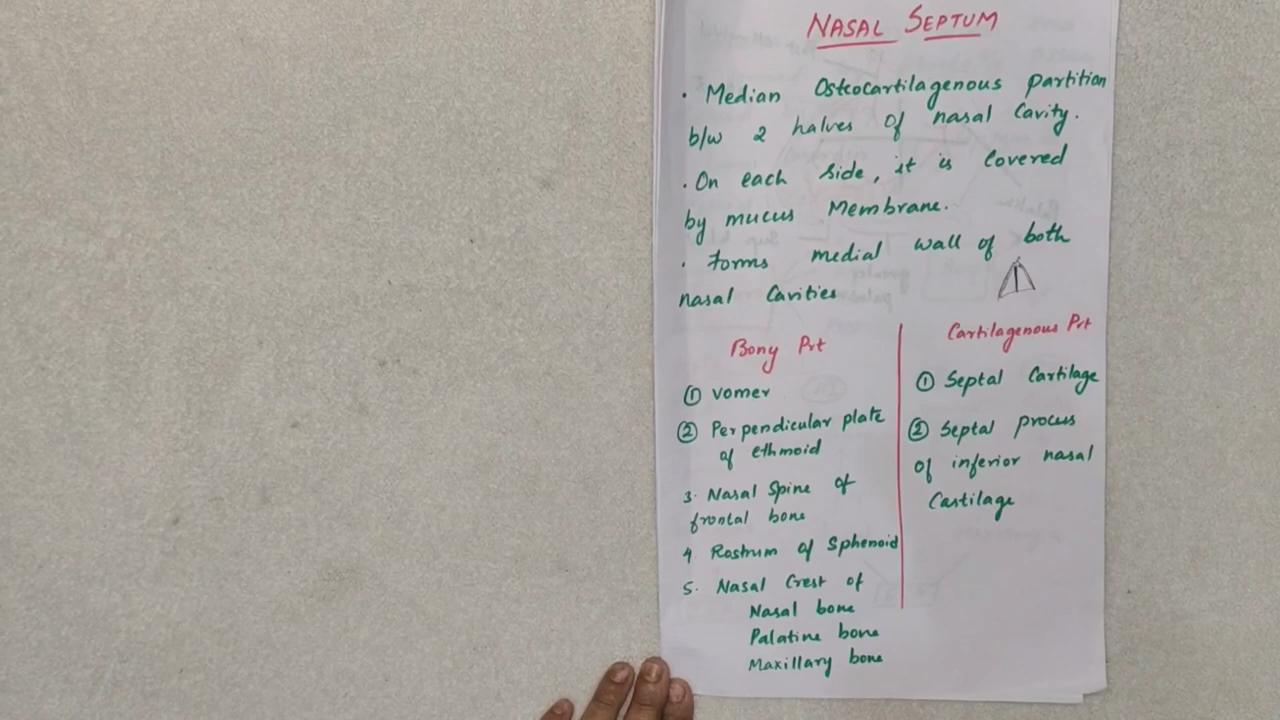 NASAL SEPTUM
• Median Osteocartilagenous partition
b/w 2 halves of nasal Cavity.
• On each side, it is Covered
by mucus Membrane.
• Forms medial wall of both
nasal Cavities
Bony Prt
① vomer
② Perpendicular plate
of ethmoid
3. Nasal Spine of
frontal bone
4 Rostrum of Sphenoid
5. Nasal Crest of
Nasal bone
Palatine bone
Maxillary bone
Cartilagenous Prt
① Septal Cartilage
② Septal procus
of inferior nasal
Cartilage